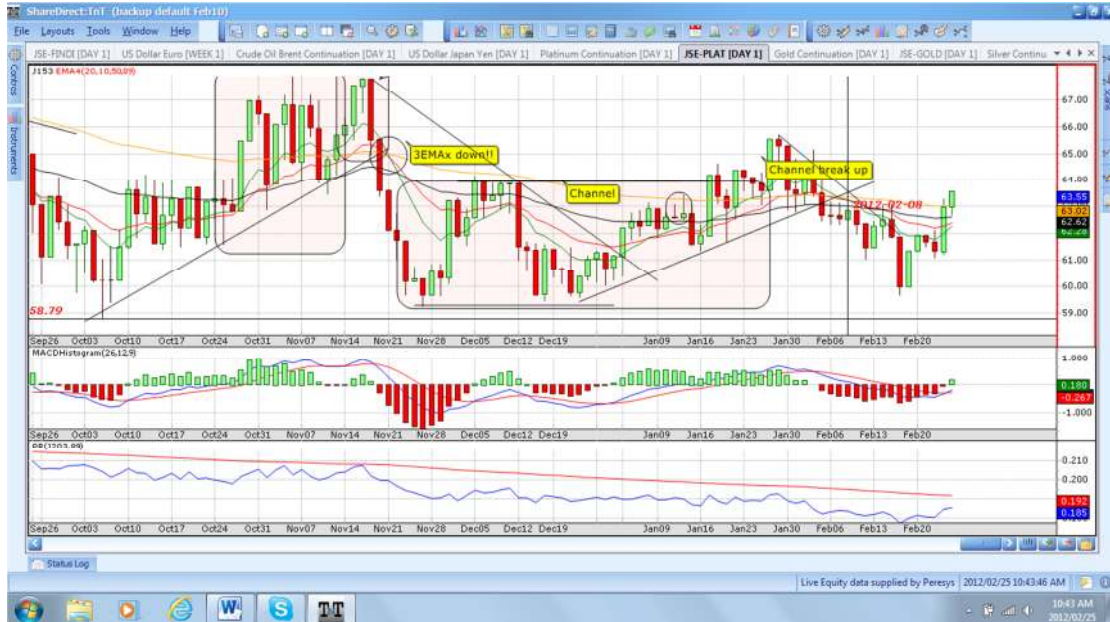 ShareDirect:TnT (backup default Feb10)
File Layouts Tools Window Help
JSE-FINDI [DAY 1] US Dollar Euro [WEEK 1] Crude Oil Brent Continuation [DAY 1] US Dollar Japan Yen [DAY 1] Platinum Continuation [DAY 1] JSE-PLAT [DAY 1] Gold Continuation [DAY 1] JSE-GOLD [DAY 1] Silver Continu
Controls
Instruments
J153 EMA4(20,10,50,89)
67.00
66.00
3EMAx down!!
65.00
Channel break up
64.00
Channel
63.55
2012-02-08
63.02
62.62
61.00
60.00
58.79
59.00
Sep26 Oct03 Oct10 Oct17 Oct24 Oct31 Nov07 Nov14 Nov21 Nov28 Dec05 Dec12 Dec19 Jan09 Jan16 Jan23 Jan30 Feb06 Feb13 Feb20
MACDHistogram(26,12,9)
1.000
0.180
-0.267
-1.000
Sep26 Oct03 Oct10 Oct17 Oct24 Oct31 Nov07 Nov14 Nov21 Nov28 Dec05 Dec12 Dec19 Jan09 Jan16 Jan23 Jan30 Feb06 Feb13 Feb20
0.210
0.200
0.192
0.185
Sep26 Oct03 Oct10 Oct17 Oct24 Oct31 Nov07 Nov14 Nov21 Nov28 Dec05 Dec12 Dec19 Jan09 Jan16 Jan23 Jan30 Feb06 Feb13 Feb20
Status Log
Live Equity data supplied by Peresys 2012/02/25 10:43:46 AM
W S TnT
10:43 AM
2012/02/25